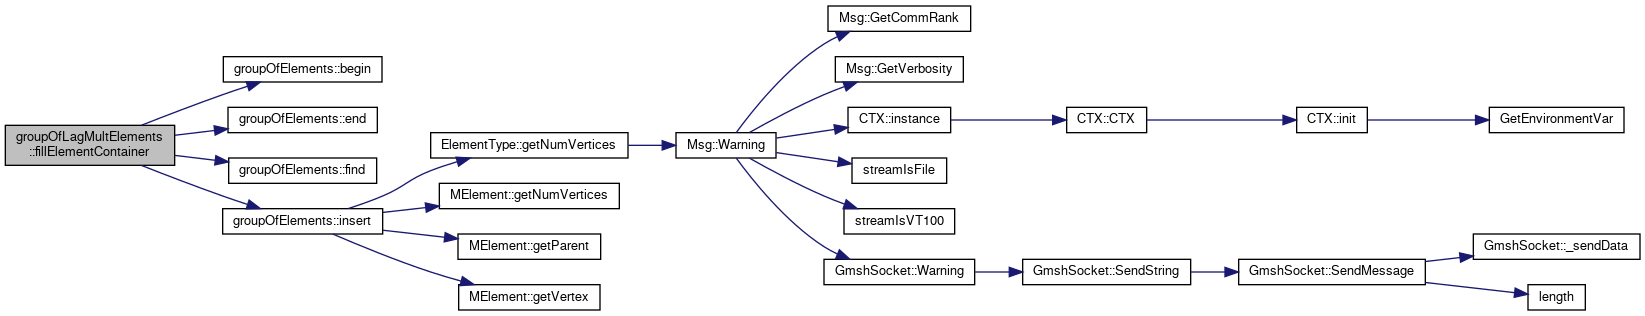 groupOfLagMultElements
::fillElementContainer
groupOfElements::begin
groupOfElements::end
groupOfElements::find
groupOfElements::insert
ElementType::getNumVertices
MElement::getNumVertices
MElement::getParent
MElement::getVertex
Msg::Warning
Msg::GetCommRank
Msg::GetVerbosity
CTX::instance
streamIsFile
streamIsVT100
GmshSocket::Warning
CTX::CTX
CTX::init
GetEnvironmentVar
GmshSocket::SendString
GmshSocket::SendMessage
GmshSocket::_sendData
length